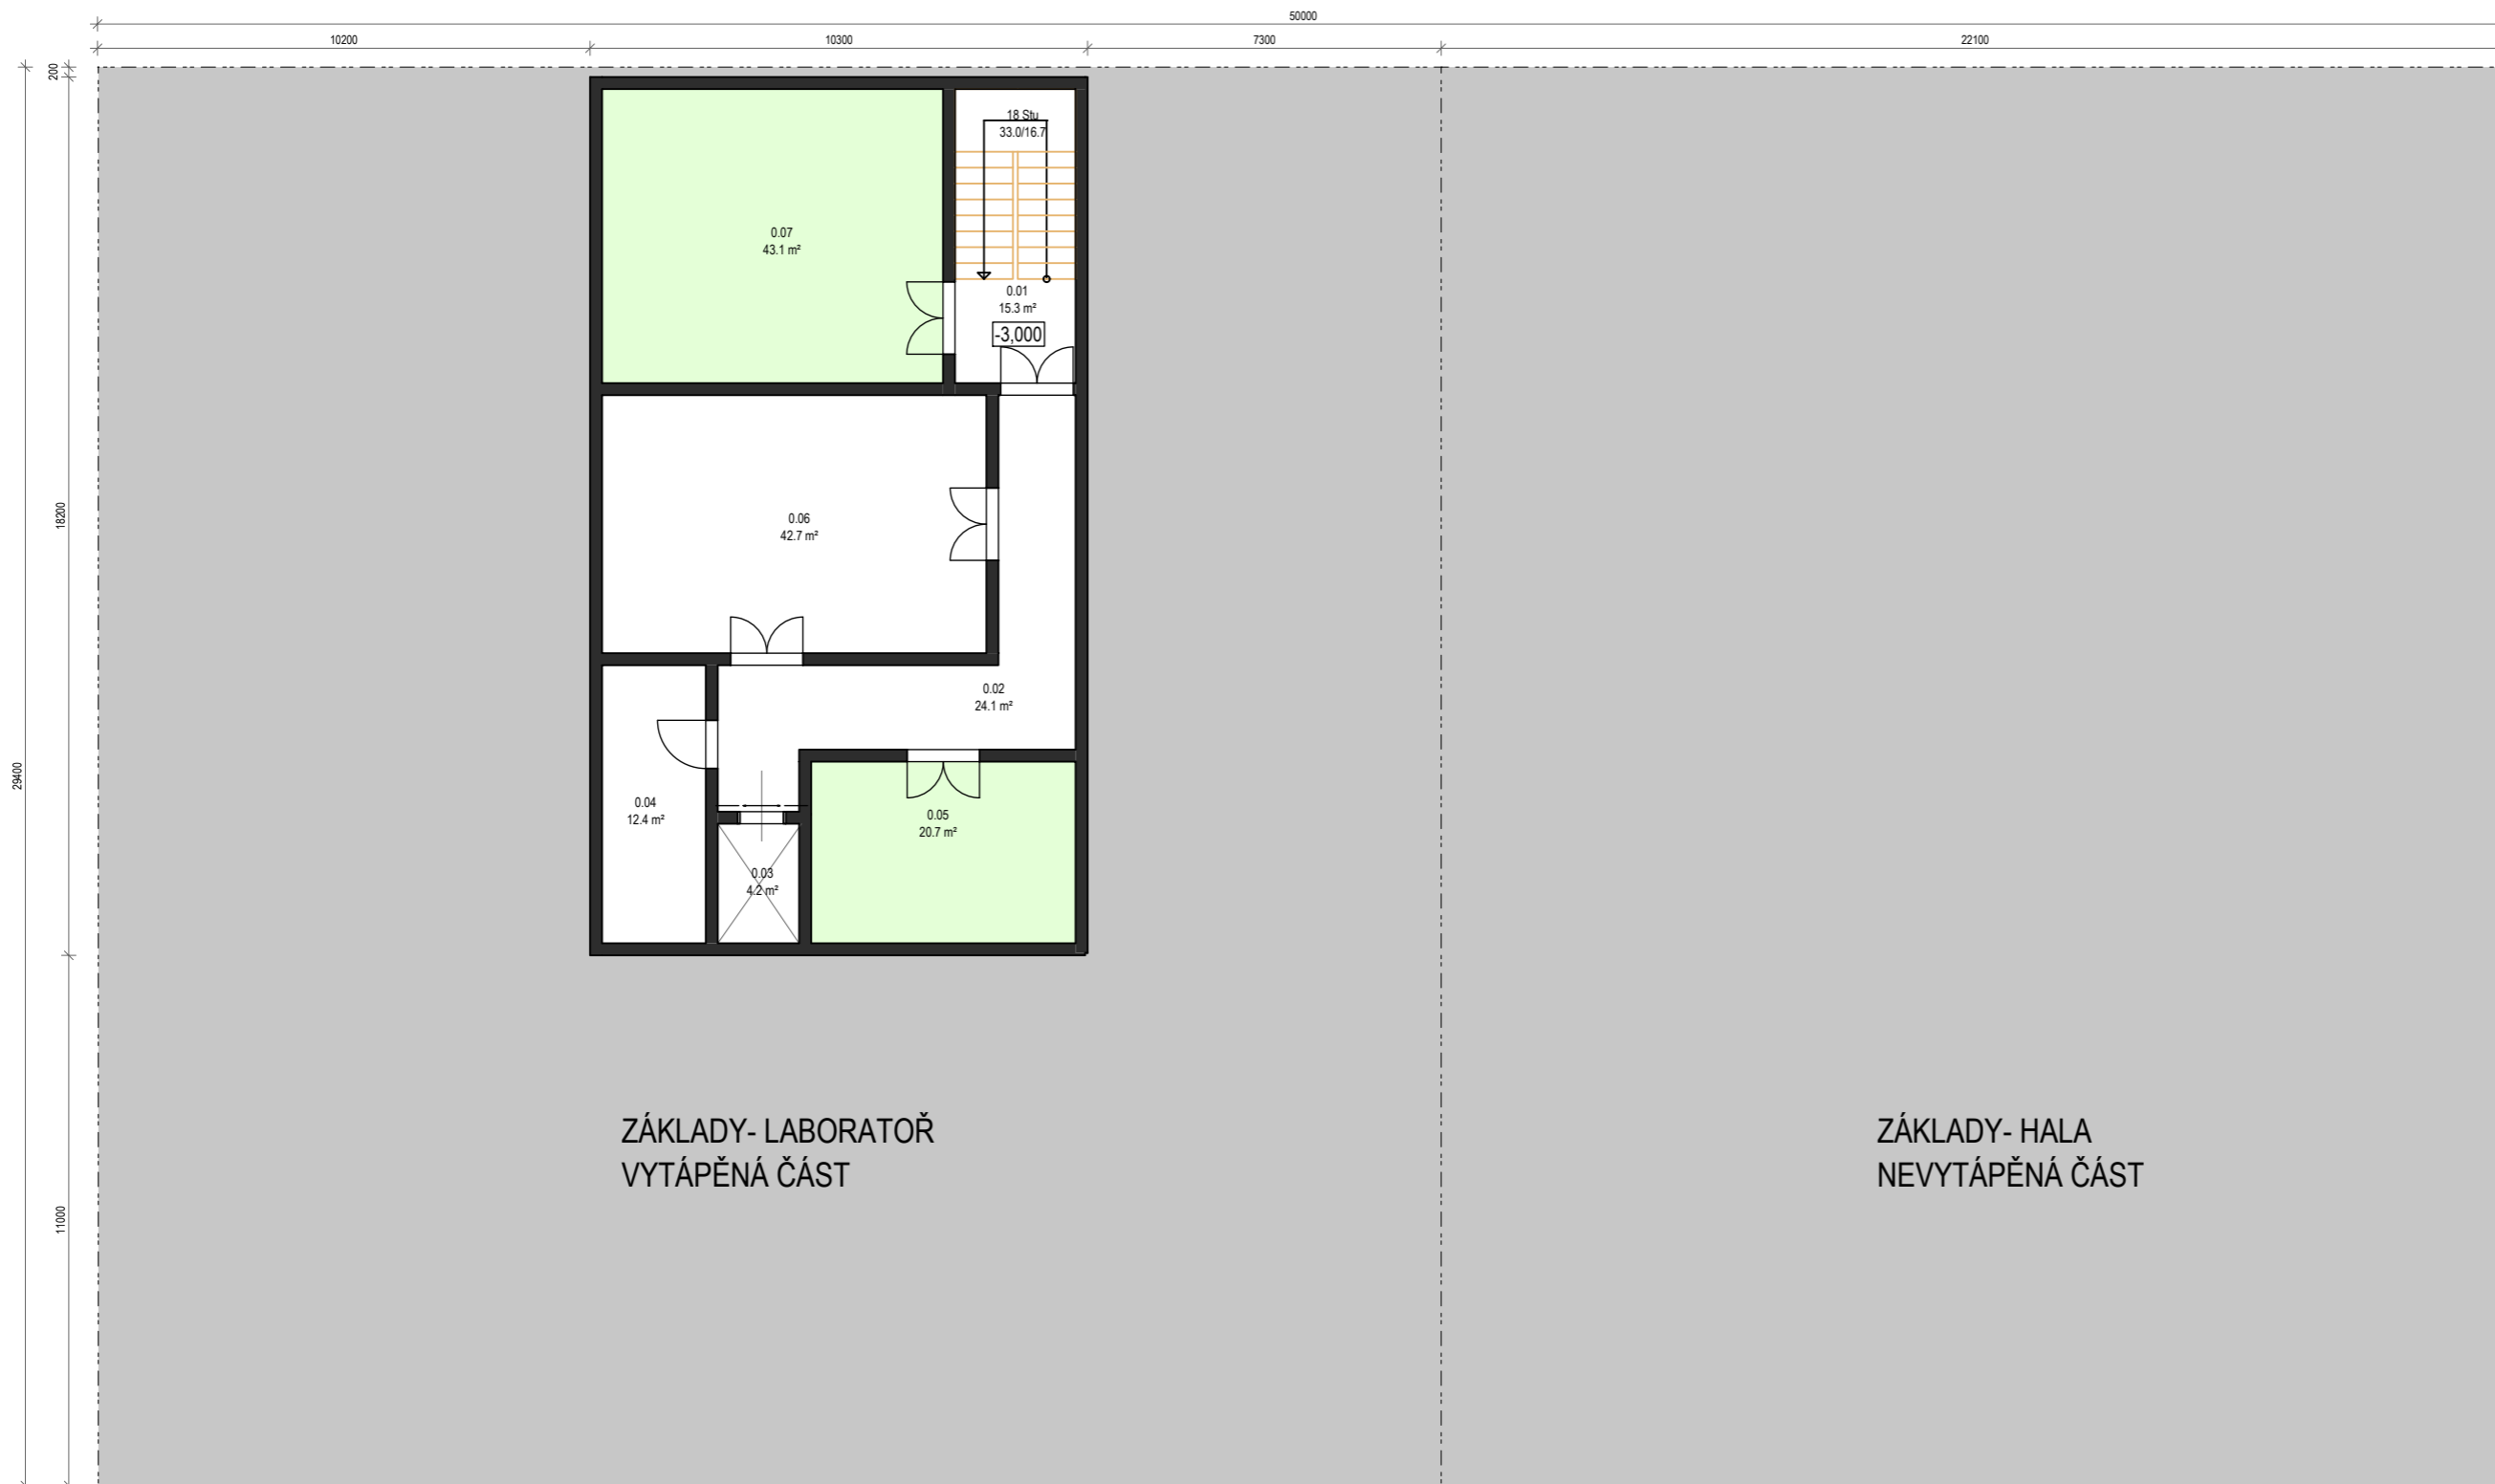 50000
10200
10300
7300
22100
200
18 Stu
33.0/16.7
0.07
43.1 m²
0.01
15.3 m²
-3,000
18200
0.06
42.7 m²
0.02
24.1 m²
29400
0.04
12.4 m²
0.05
20.7 m²
0.03
4.2 m²
11000
ZÁKLADY- LABORATOŘ
VYTÁPĚNÁ ČÁST
ZÁKLADY- HALA
NEVYTÁPĚNÁ ČÁST